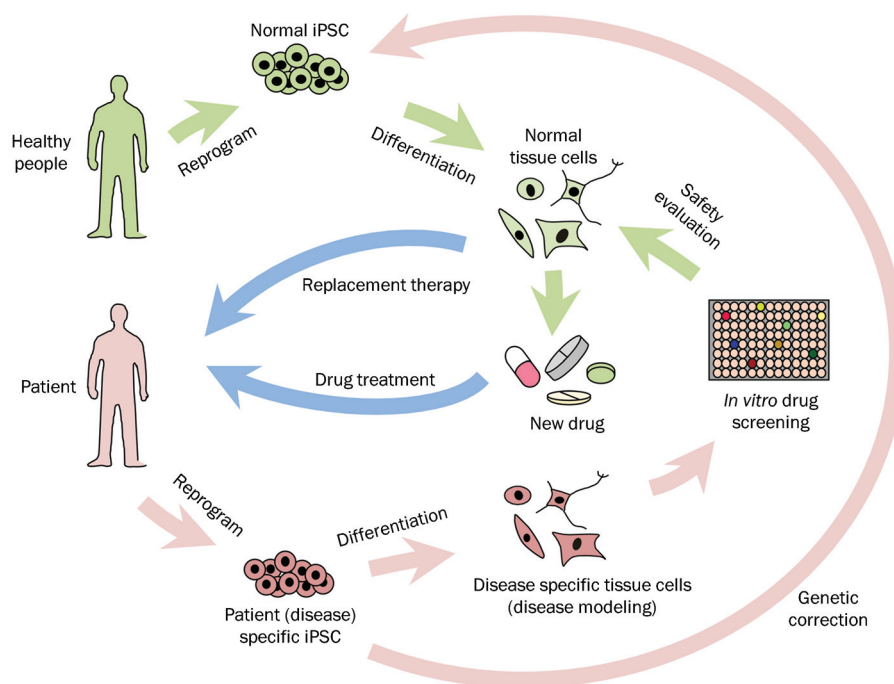 Normal iPSC
Healthy
people
Reprogram
Differentiation
Normal
tissue cells
Safety
evaluation
Replacement therapy
Patient
Drug treatment
New drug
In vitro drug
screening
Reprogram
Differentiation
Patient (disease)
specific iPSC
Disease specific tissue cells
(disease modeling)
Genetic
correction